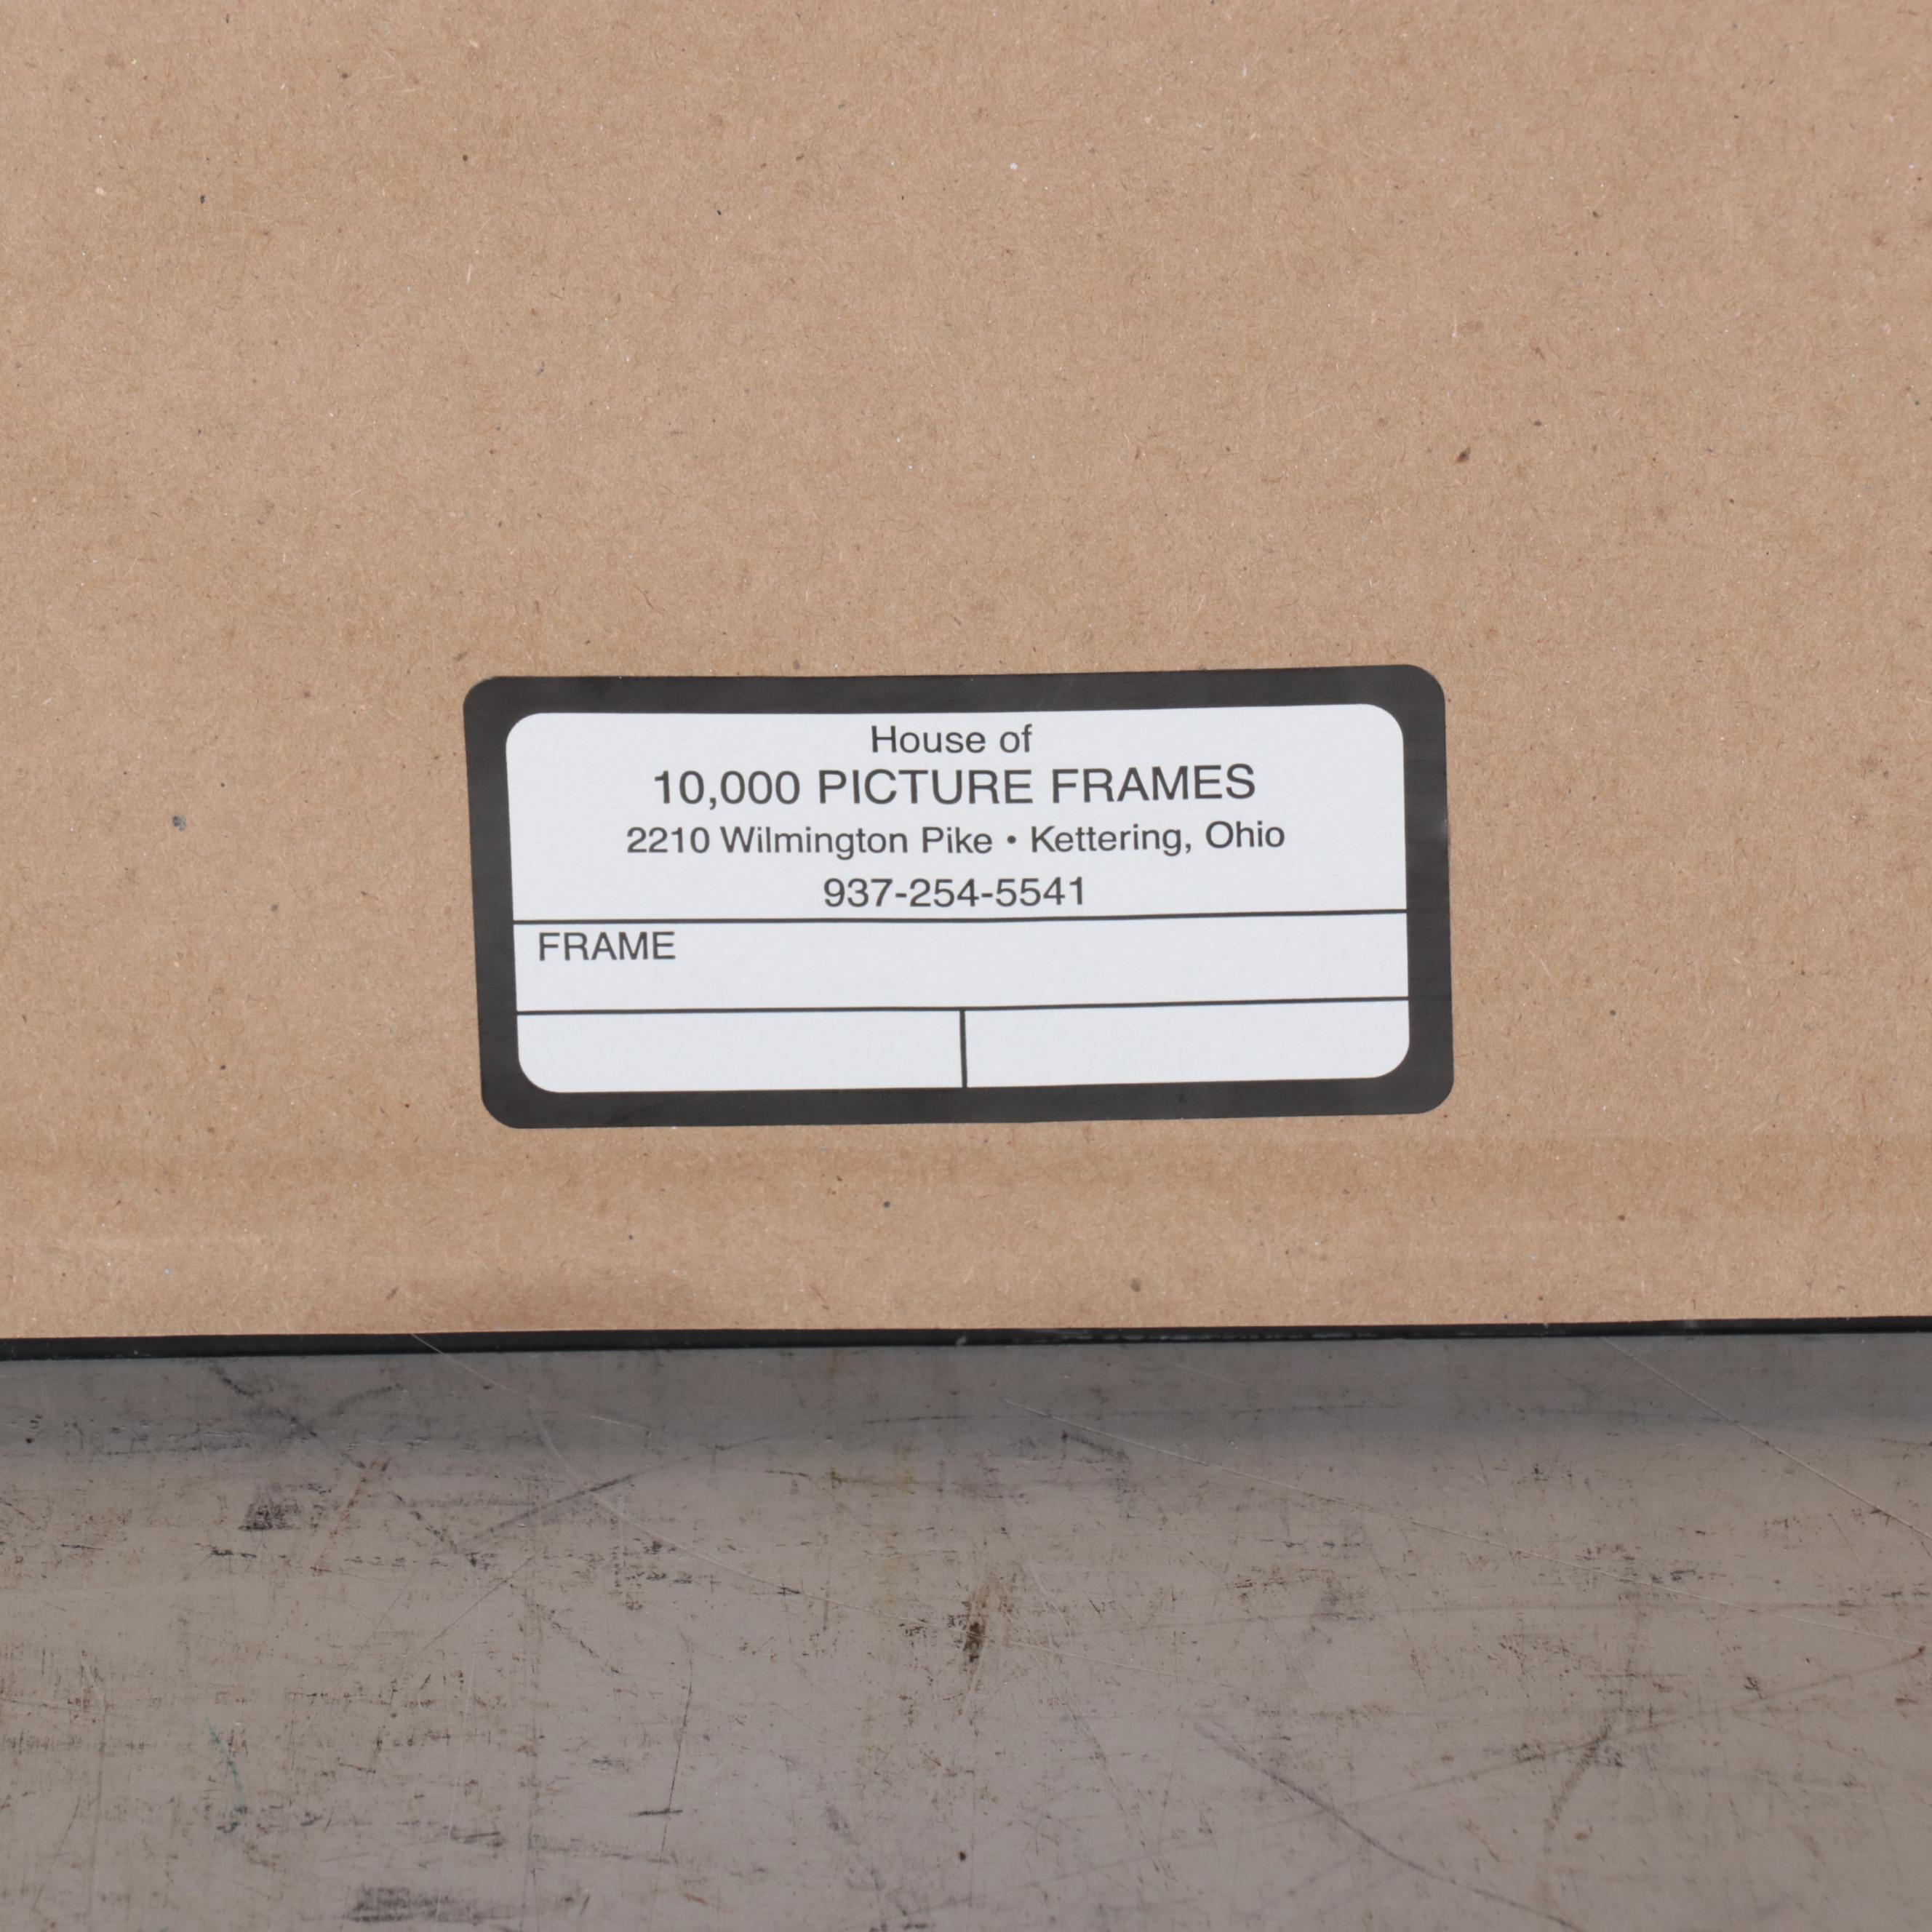 House of
10,000 PICTURE FRAMES
2210 Wilmington Pike • Kettering, Ohio
937-254-5541
FRAME